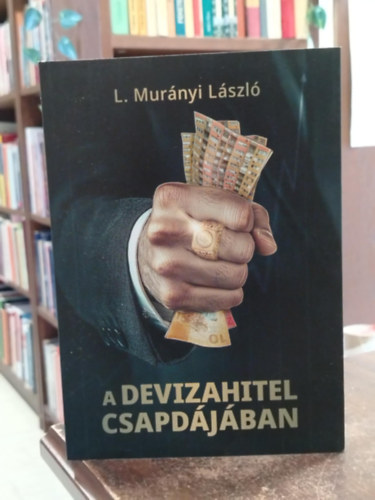 L. Murányi László
A DEVIZAHITEL
CSAPDÁJÁBAN